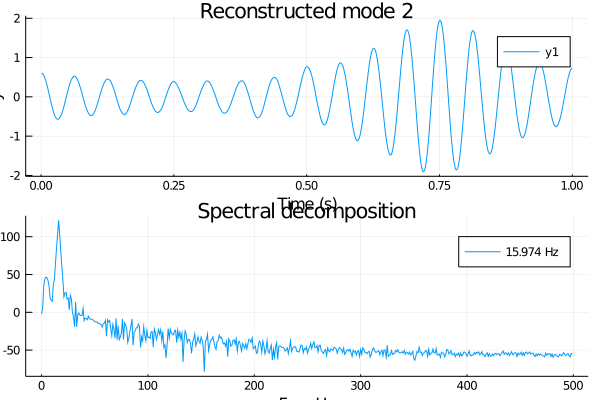 Reconstructed mode 2
2
1
0
-1
-2
y1
0.00 0.25 0.50 0.75 1.00
Time (s)
Spectral decomposition
100
50
0
-50
15.974 Hz
0 100 200 300 400 500